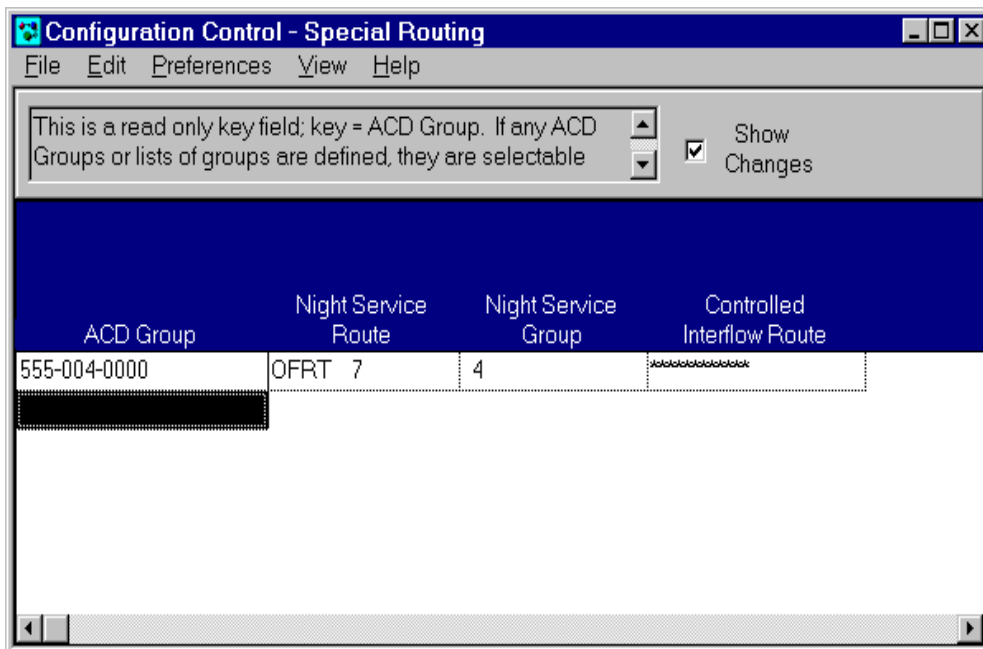 Configuration Control - Special Routing
File Edit Preferences View Help
This is a read only key field; key = ACD Group. If any ACD
Groups or lists of groups are defined, they are selectable
Show
Changes
Night Service Night Service Controlled
ACD Group Route Group Interflow Route
555-004-0000 OFRT 7 4 *************